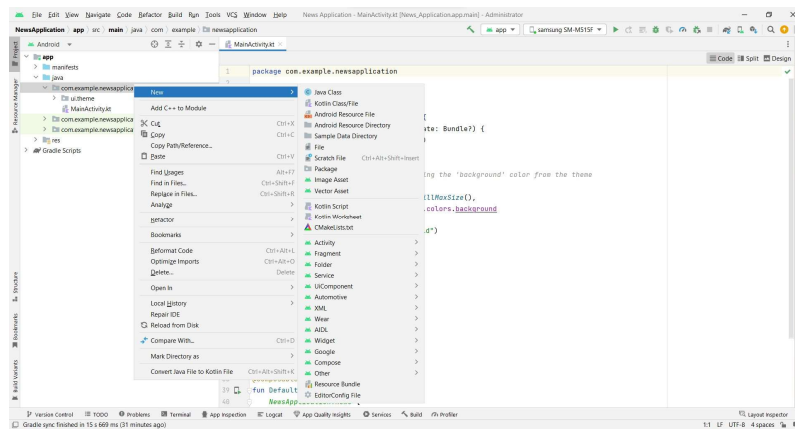 File Edit View Navigate Code Refactor Build Run Tools VCS Window Help News Application - MainActivity.kt [News_Application.app.main] - Administrator
NewsApplication app src main java com example newsapplication
app samsung SM-M515F
Android
MainActivity.kt
Code Split Design
Project
Resource Manager
Structure
Bookmarks
Build Variants
app
manifests
java
com.example.newsapplica
ui.theme
MainActivity.kt
com.example.newsapplica
com.example.newsapplica
res
Gradle Scripts
1 package com.example.newsapplication
2
ate: Bundle?) {
ing the 'background' color from the theme
illMaxSize(),
.colors.background
.d")
39 fun Default
40 NewsApp
New
Add C++ to Module
Cut Ctrl+X
Copy Ctrl+C
Copy Path/Reference...
Paste Ctrl+V
Find Usages Alt+F7
Find in Files... Ctrl+Shift+F
Replace in Files... Ctrl+Shift+R
Analyze
Refactor
Bookmarks
Reformat Code Ctrl+Alt+L
Optimize Imports Ctrl+Alt+O
Delete... Delete
Open In
Local History
Repair IDE
Reload from Disk
Compare With... Ctrl+D
Mark Directory as
Convert Java File to Kotlin File Ctrl+Alt+Shift+K
Java Class
Kotlin Class/File
Android Resource File
Android Resource Directory
Sample Data Directory
File
Scratch File Ctrl+Alt+Shift+Insert
Package
Image Asset
Vector Asset
Kotlin Script
Kotlin Worksheet
CMakeLists.txt
Activity
Fragment
Folder
Service
UiComponent
Automotive
XML
Wear
AIDL
Widget
Google
Compose
Other
Resource Bundle
EditorConfig File
Version Control TODO Problems Terminal App Inspection Logcat App Quality Insights Services Build Profiler Layout Inspector
Gradle sync finished in 15 s 669 ms (31 minutes ago) 1:1 LF UTF-8 4 spaces